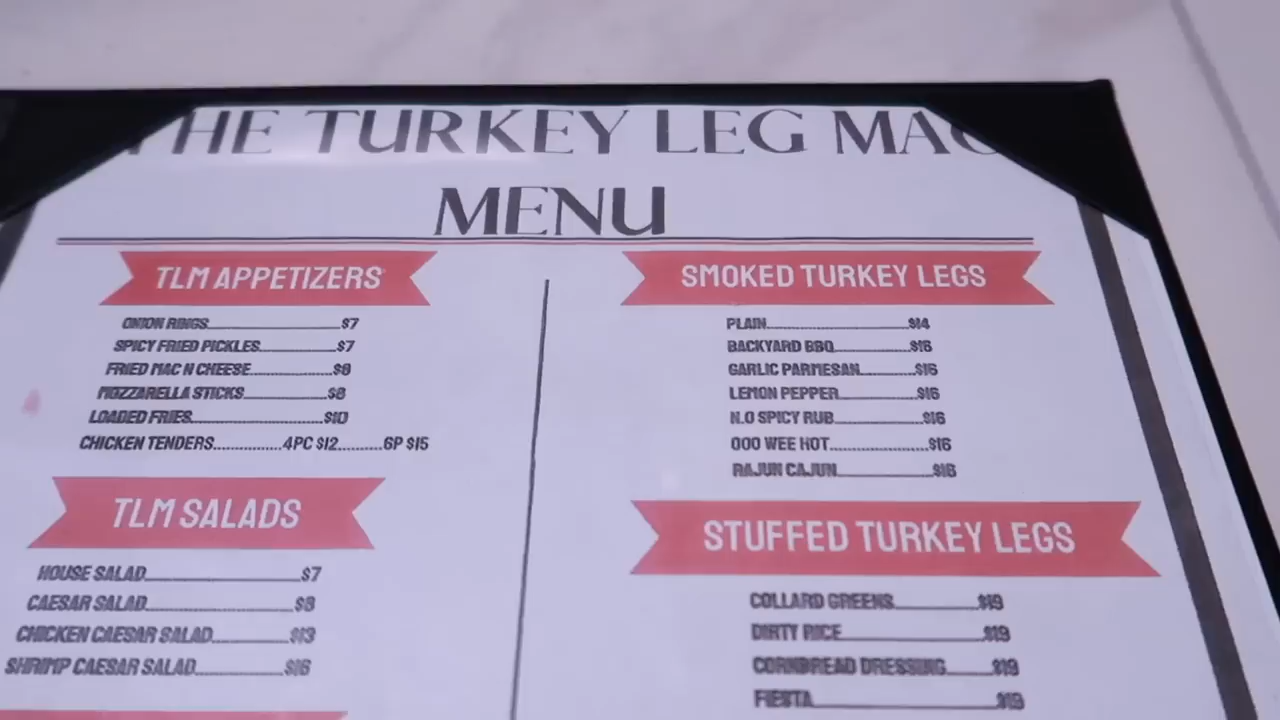 THE TURKEY LEG MAC
MENU
TLM APPETIZERS
ONION RINGS $7
SPICY FRIED PICKLES $7
FRIED MAC N CHEESE $8
MOZZARELLA STICKS $8
LOADED FRIES $10
CHICKEN TENDERS 4PC $12 6P $15
TLM SALADS
HOUSE SALAD $7
CAESAR SALAD $8
CHICKEN CAESAR SALAD $13
SHRIMP CAESAR SALAD $16
SMOKED TURKEY LEGS
PLAIN $14
BACKYARD BBQ $16
GARLIC PARMESAN $16
LEMON PEPPER $16
N.O SPICY RUB $16
OOO WEE HOT $16
RAJUN CAJUN $16
STUFFED TURKEY LEGS
COLLARD GREENS $19
DIRTY RICE $19
CORNBREAD DRESSING $19
FIESTA $19